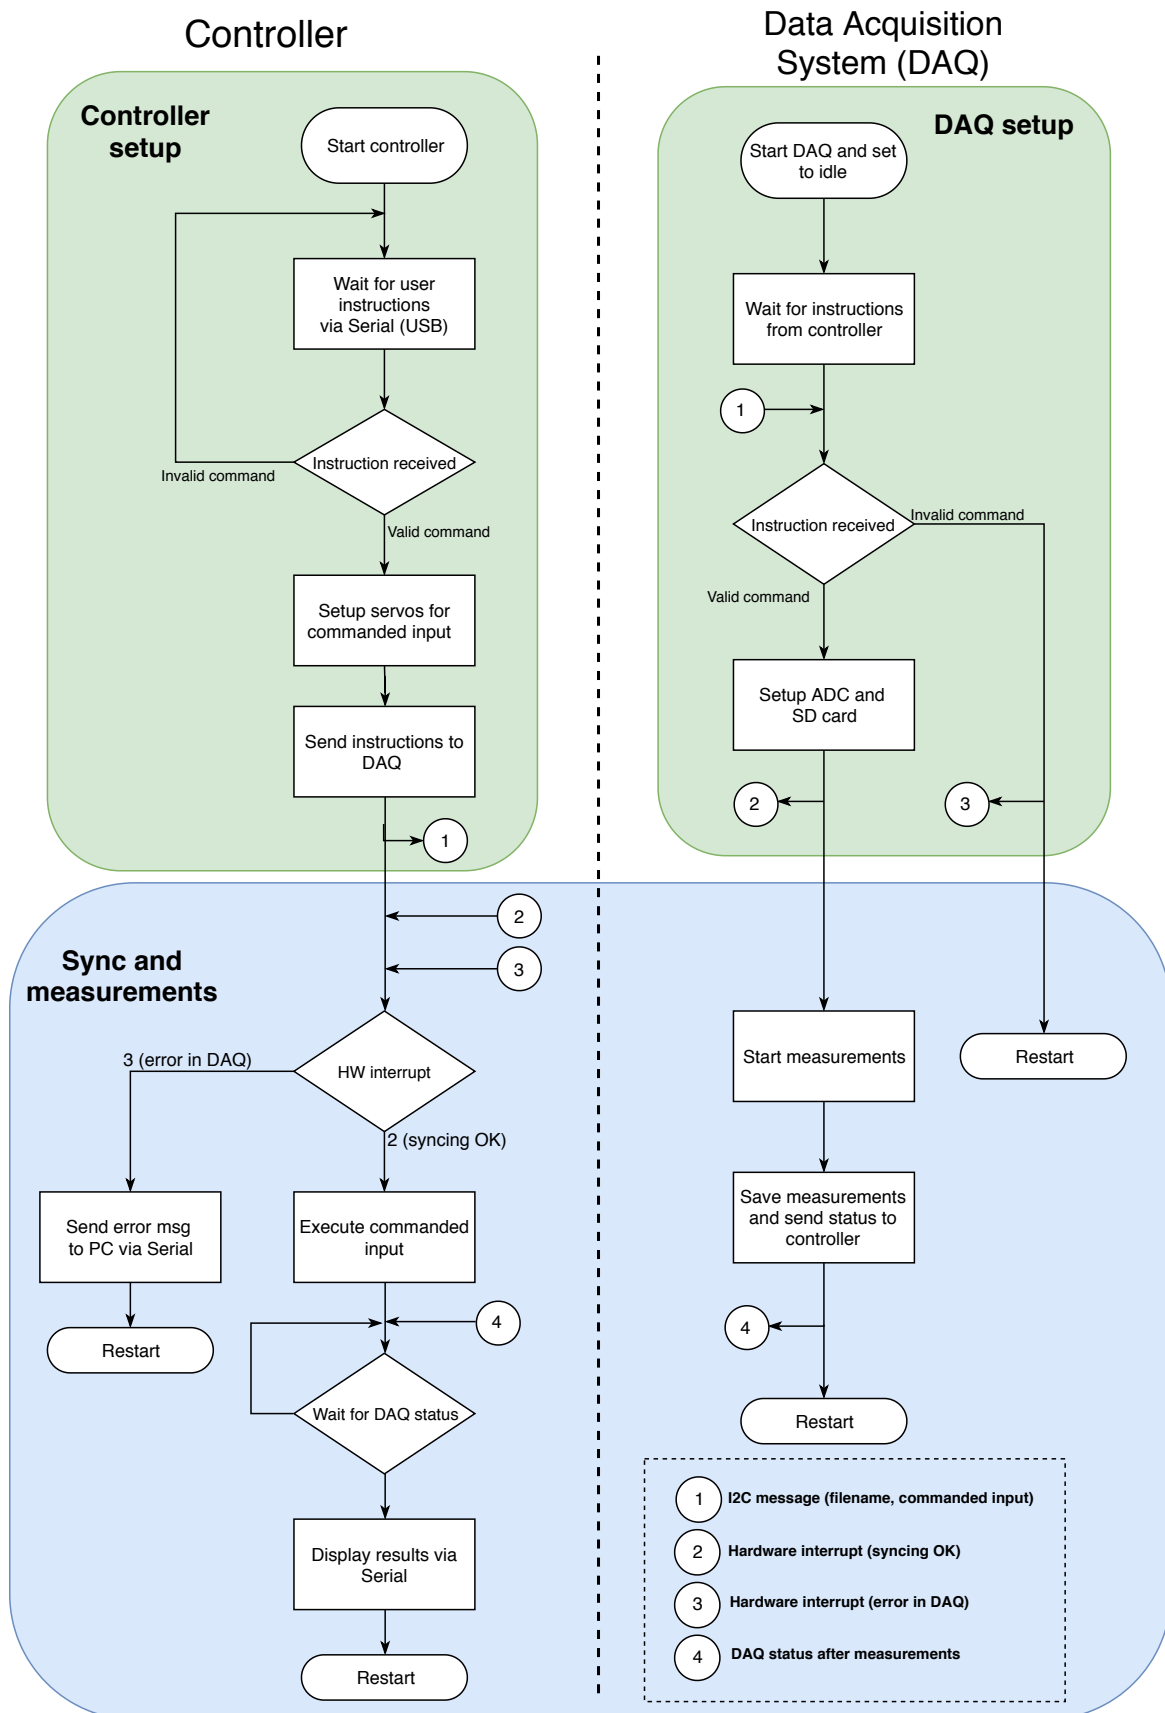 Controller
Data Acquisition
System (DAQ)
Controller
setup
Start controller
Wait for user
instructions
via Serial (USB)
Instruction received
Invalid command
Valid command
Setup servos for
commanded input
Send instructions to
DAQ
1
DAQ setup
Start DAQ and set
to idle
Wait for instructions
from controller
1
Instruction received
Invalid command
Valid command
Setup ADC and
SD card
2
3
Sync and
measurements
2
3
HW interrupt
3 (error in DAQ)
2 (syncing OK)
Send error msg
to PC via Serial
Restart
Execute commanded
input
4
Wait for DAQ status
Display results via
Serial
Restart
Start measurements
Restart
Save measurements
and send status to
controller
4
Restart
1 I2C message (filename, commanded input)
2 Hardware interrupt (syncing OK)
3 Hardware interrupt (error in DAQ)
4 DAQ status after measurements